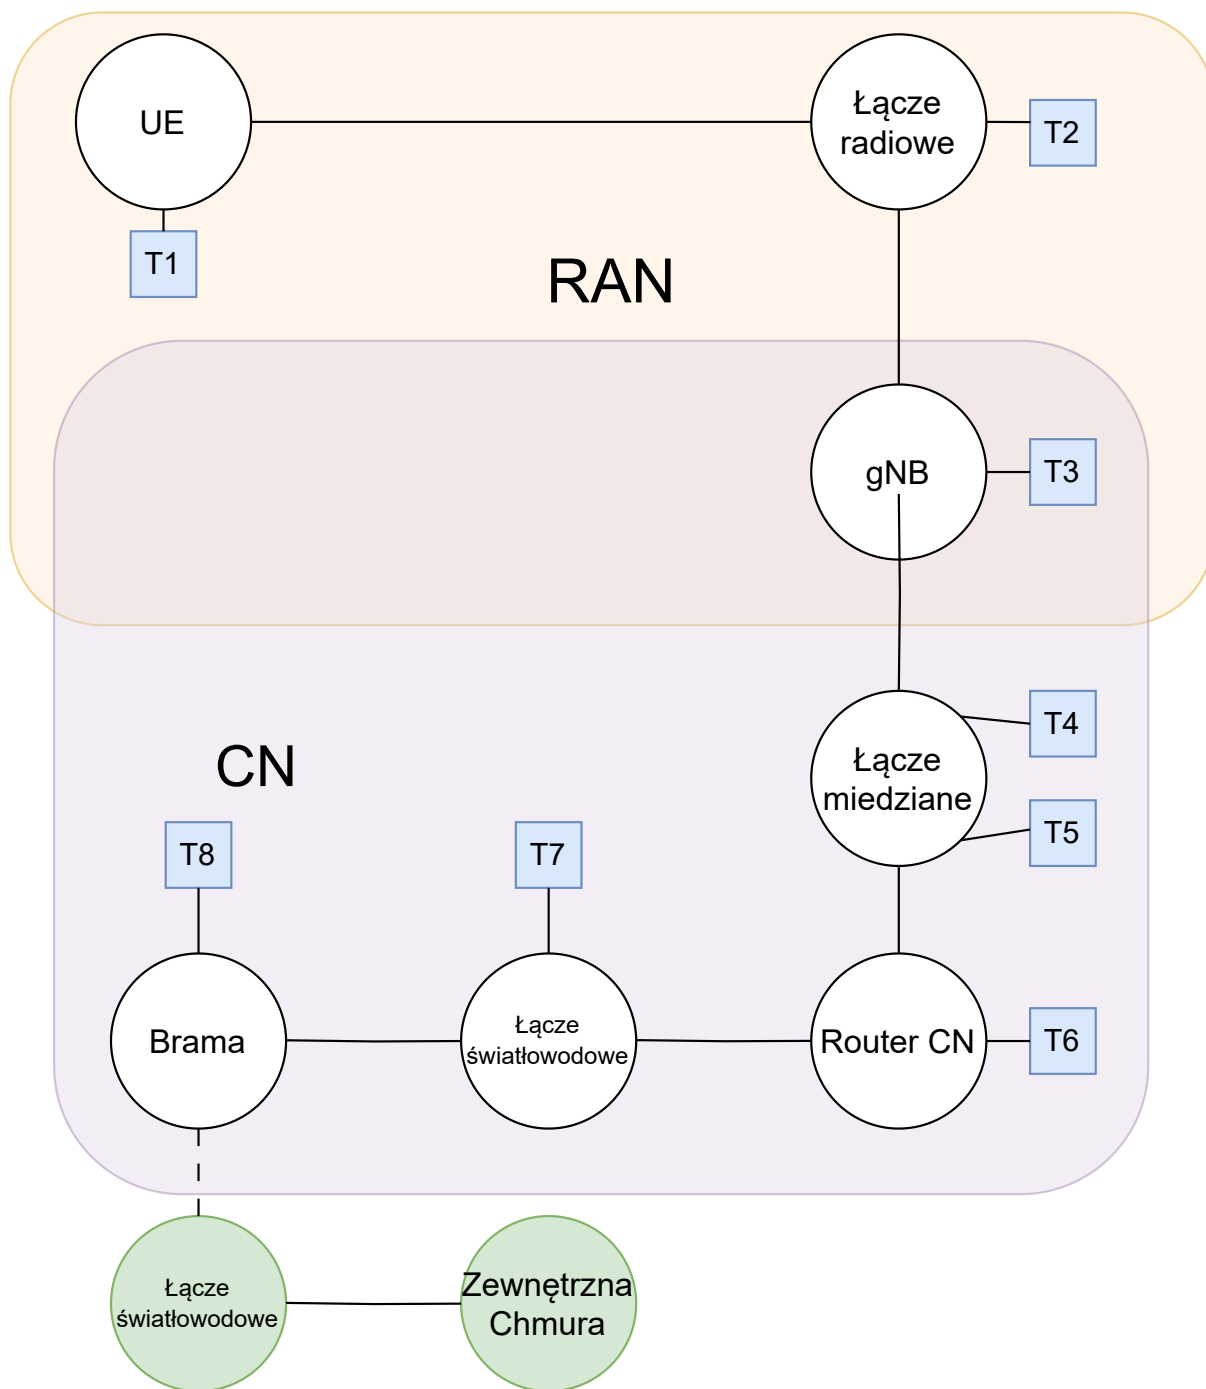 UE
Łącze
radiowe
T2
T1
RAN
gNB
T3
T4
CN
Łącze
miedziane
T5
T8
T7
Brama
Łącze
światłowodowe
Router CN
T6
Łącze
światłowodowe
Zewnętrzna
Chmura